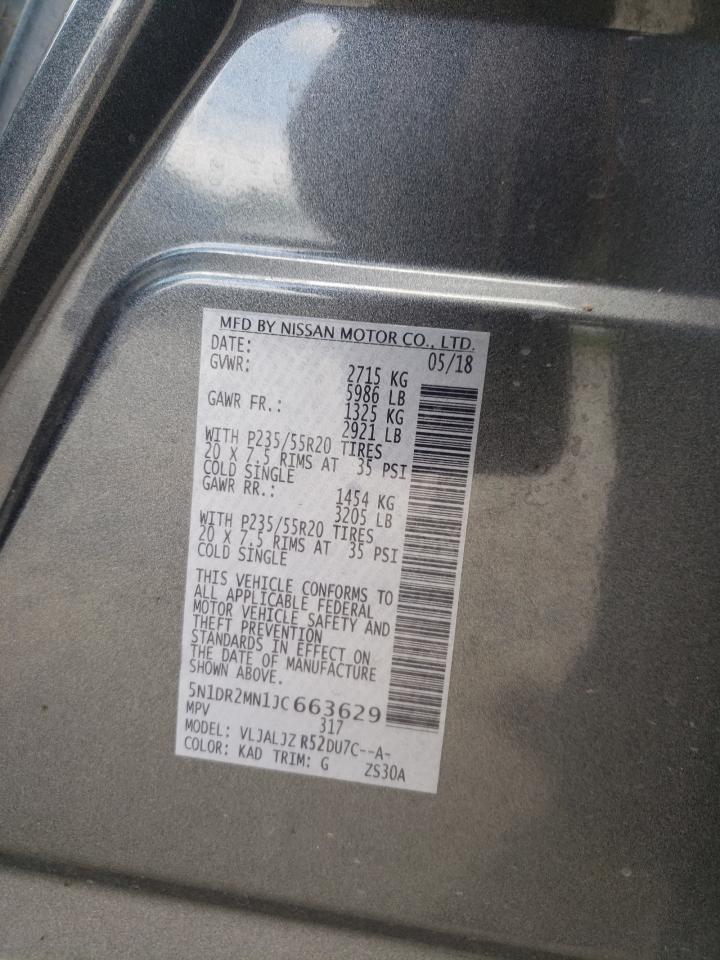 MFD BY NISSAN MOTOR CO., LTD.
DATE: 05/18
GVWR: 2715 KG
5986 LB
GAWR FR.: 1325 KG
2921 LB
WITH P235/55R20 TIRES
20 X 7.5 RIMS AT 35 PSI
COLD SINGLE
GAWR RR.: 1454 KG
3205 LB
WITH P235/55R20 TIRES
20 X 7.5 RIMS AT 35 PSI
COLD SINGLE
THIS VEHICLE CONFORMS TO
ALL APPLICABLE FEDERAL
MOTOR VEHICLE SAFETY AND
THEFT PREVENTION
STANDARDS IN EFFECT ON
THE DATE OF MANUFACTURE
SHOWN ABOVE.
5N1DR2MN1JC663629
MPV 317
MODEL: VLJALJZ R52DU7C--A-
COLOR: KAD TRIM: G ZS30A